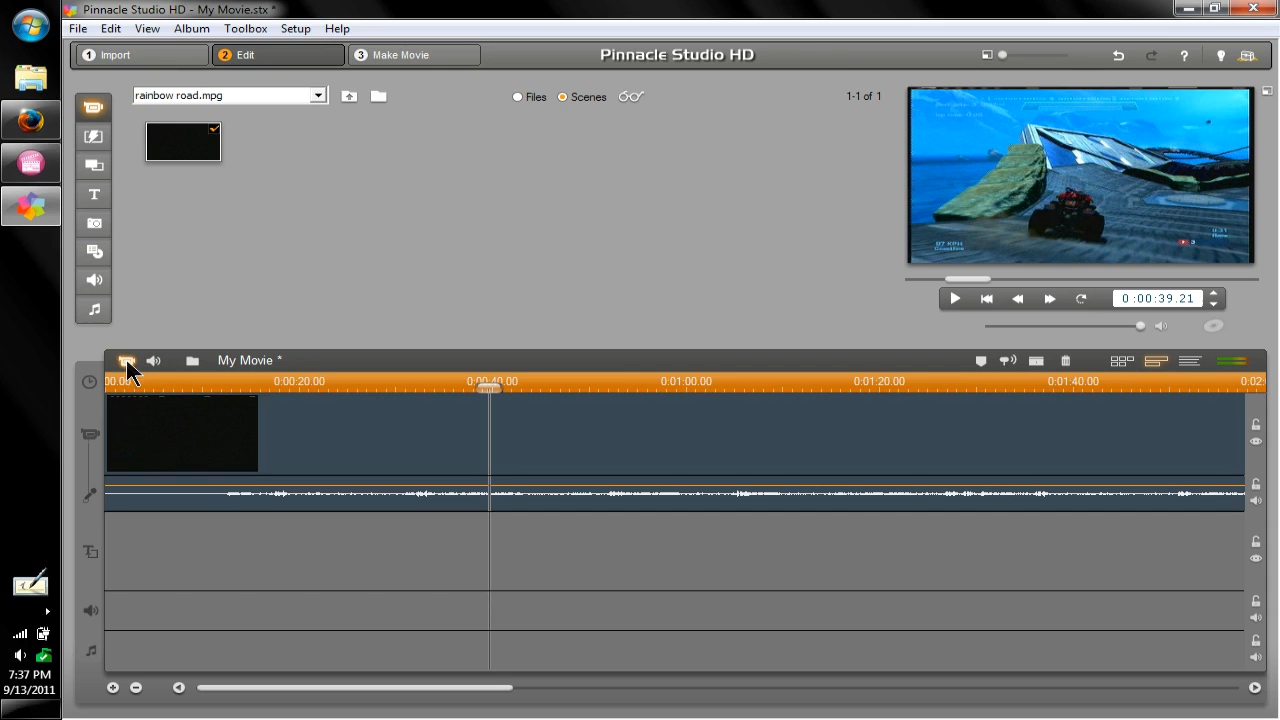 Pinnacle Studio HD - My Movie.stx *
File Edit View Album Toolbox Setup Help
1 Import 2 Edit 3 Make Movie Pinnacle Studio HD
rainbow road.mpg Files Scenes 1-1 of 1
87 KPH
0:00:39.21
My Movie *
00.00 0:00:20.00 0:00:40.00 0:01:00.00 0:01:20.00 0:01:40.00 0:02:
7:37 PM
9/13/2011